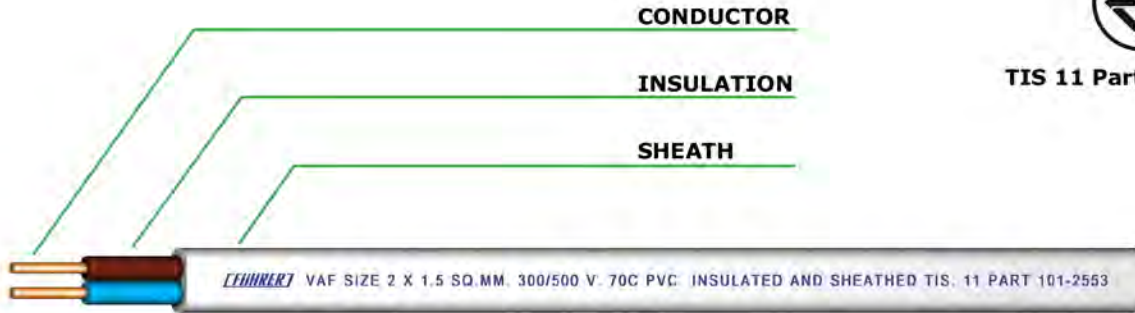 CONDUCTOR
INSULATION
TIS 11 Part
SHEATH
[FÜHRER] VAF SIZE 2 X 1.5 SQ.MM. 300/500 V. 70C PVC INSULATED AND SHEATHED TIS. 11 PART 101-2553